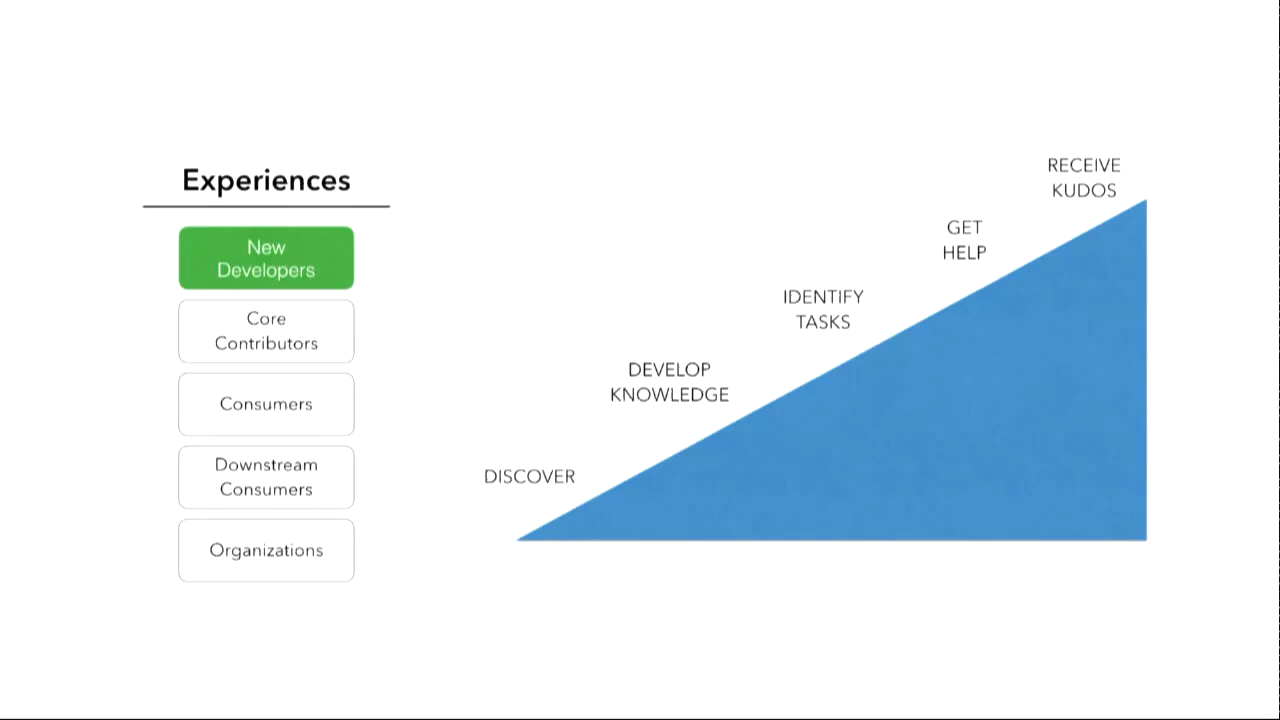 Experiences
New
Developers
Core
Contributors
Consumers
Downstream
Consumers
Organizations
DISCOVER
DEVELOP
KNOWLEDGE
IDENTIFY
TASKS
GET
HELP
RECEIVE
KUDOS